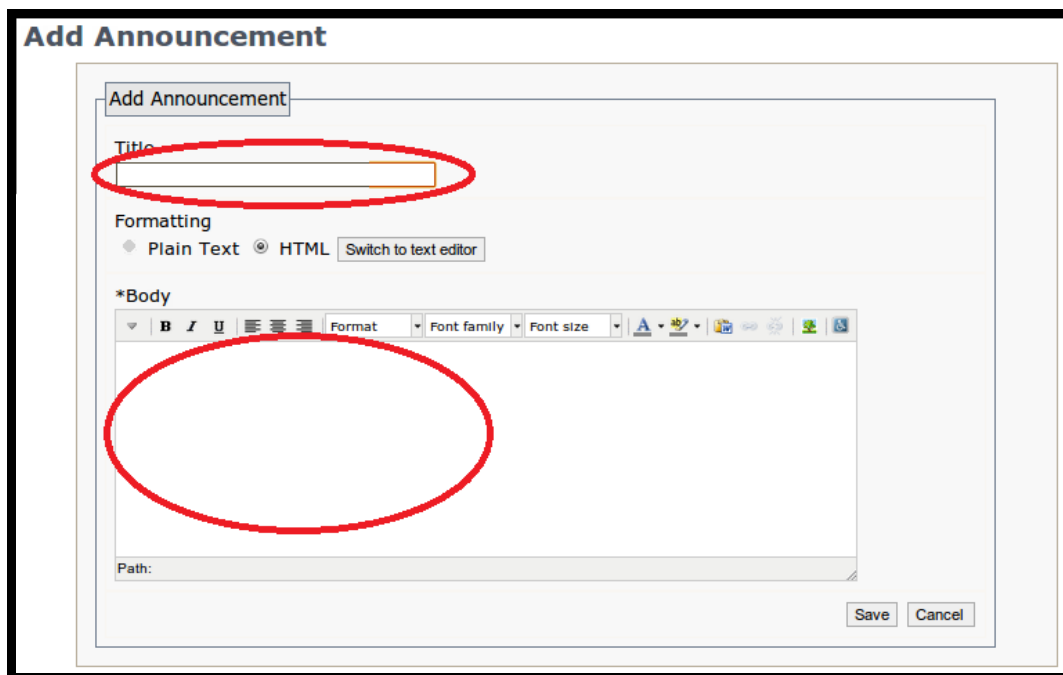 Add Announcement
Add Announcement
Title
Formatting
Plain Text HTML Switch to text editor
*Body
B I U Format Font family Font size A ab
Path:
Save Cancel